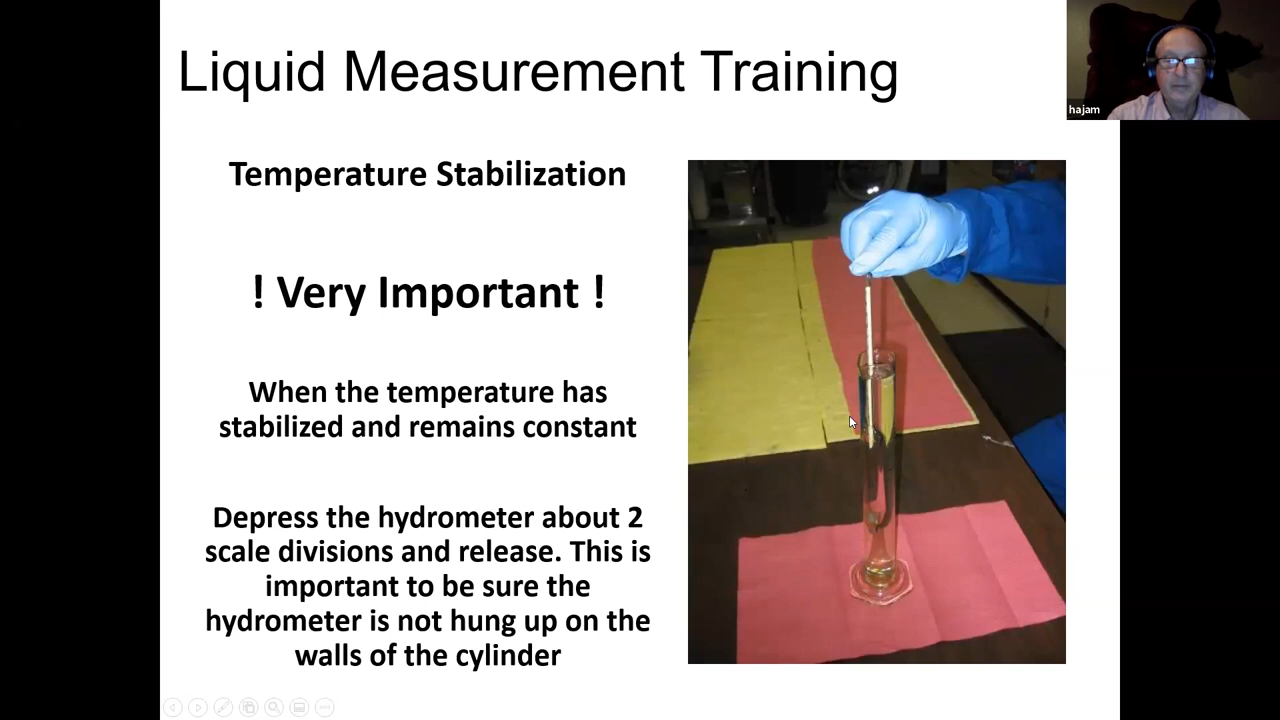 Liquid Measurement Training
hajam
Temperature Stabilization
! Very Important !
When the temperature has
stabilized and remains constant
Depress the hydrometer about 2
scale divisions and release. This is
important to be sure the
hydrometer is not hung up on the
walls of the cylinder